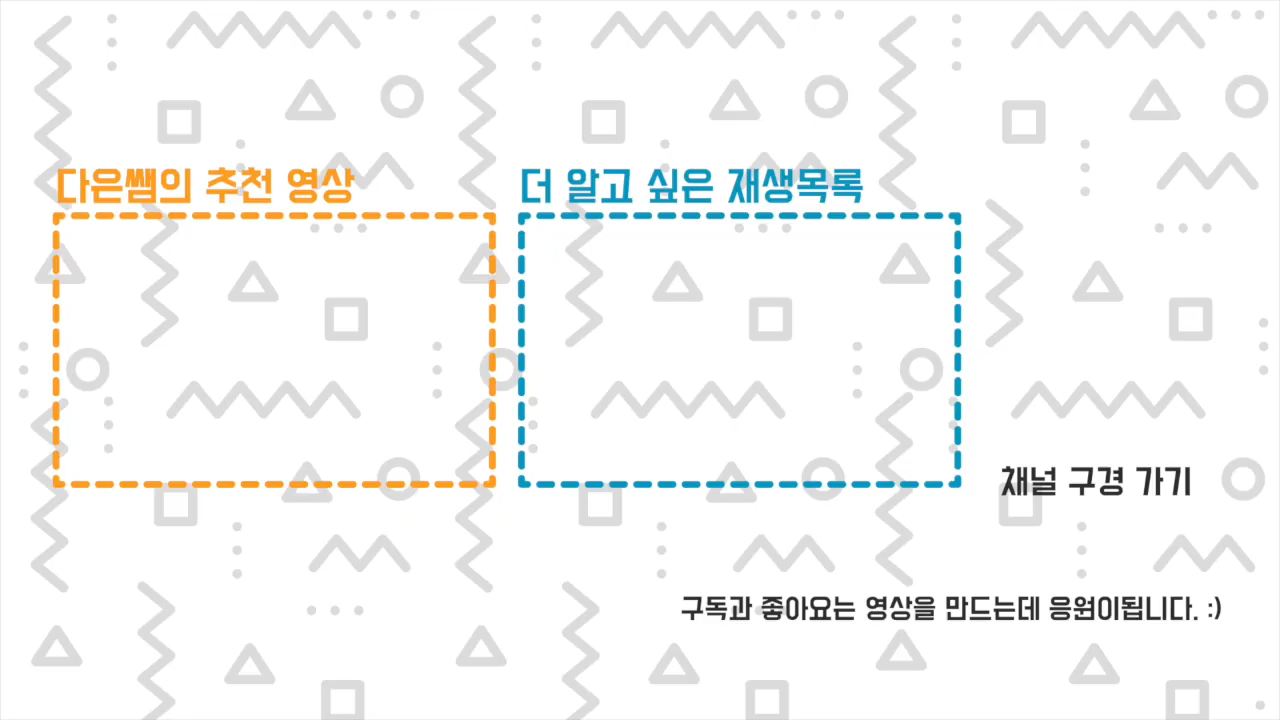 다은쌤의 추천 영상
더 알고 싶은 재생목록
채널 구경 가기
구독과 좋아요는 영상을 만드는데 응원이됩니다. :)